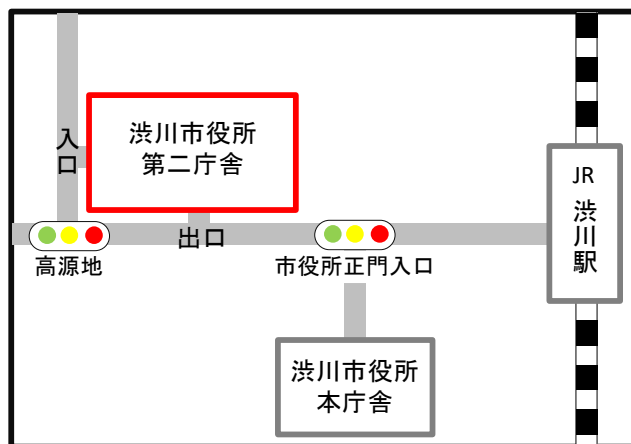 渋川市役所
第二庁舎
入口
出口
高源地
市役所正門入口
JR
渋川駅
渋川市役所
本庁舎